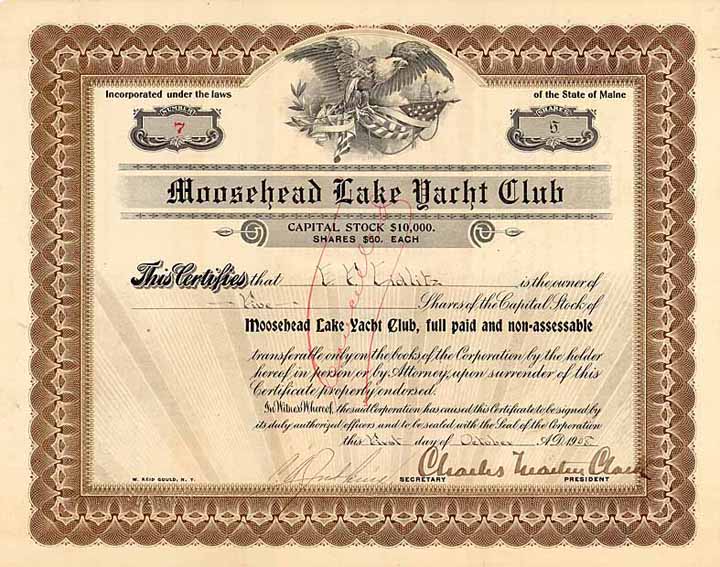 Incorporated under the laws of the State of Maine
NUMBER SHARES
7 5
Moosehead Lake Yacht Club
CAPITAL STOCK $10,000.
SHARES $50. EACH
This Certifies that E H is the owner of
Five Shares of the Capital Stock of
Moosehead Lake Yacht Club, full paid and non-assessable
transferable only on the books of the Corporation by the holder
hereof in person or by Attorney, upon surrender of this
Certificate properly endorsed.
In Witness Whereof, the said Corporation has caused this Certificate to be signed by
its duly authorized officers and to be sealed with the Seal of the Corporation
this first day of October A.D. 1908
Charles Martin Clark
W. REID GOULD, N. Y. SECRETARY PRESIDENT